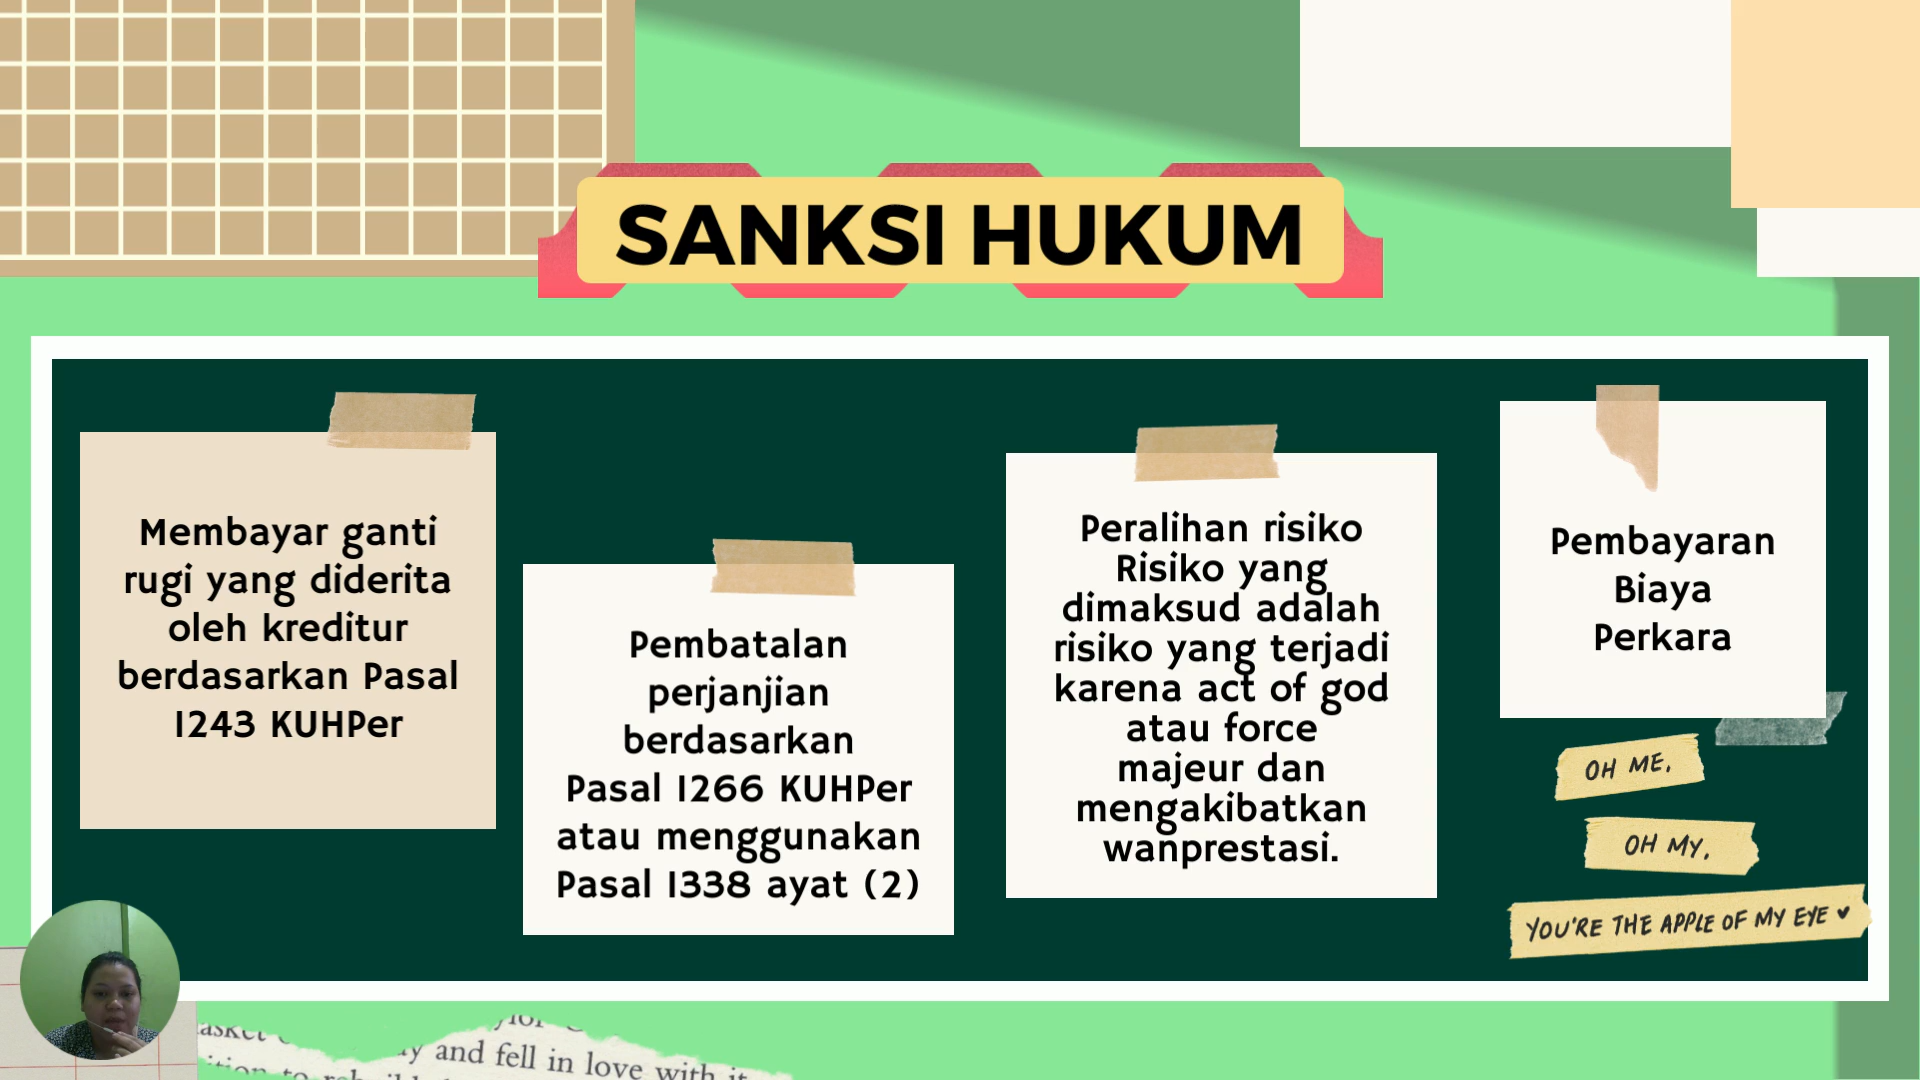 SANKSI HUKUM
Membayar ganti
rugi yang diderita
oleh kreditur
berdasarkan Pasal
1243 KUHPer
Pembatalan
perjanjian
berdasarkan
Pasal 1266 KUHPer
atau menggunakan
Pasal 1338 ayat (2)
Peralihan risiko
Risiko yang
dimaksud adalah
risiko yang terjadi
karena act of god
atau force
majeur dan
mengakibatkan
wanprestasi.
Pembayaran
Biaya
Perkara
OH ME,
OH MY,
YOU'RE THE APPLE OF MY EYE ♥
and fell in love with it
to